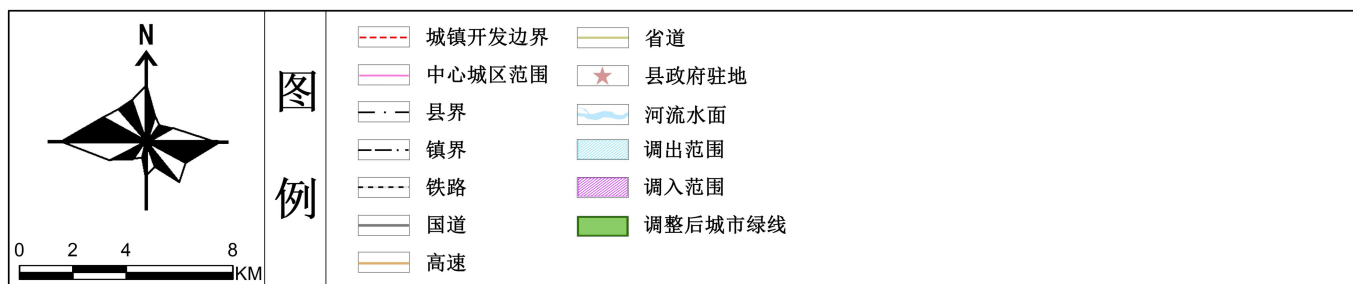 N
0 2 4 8
KM
图
例
城镇开发边界
中心城区范围
县界
镇界
铁路
国道
高速
省道
县政府驻地
河流水面
调出范围
调入范围
调整后城市绿线